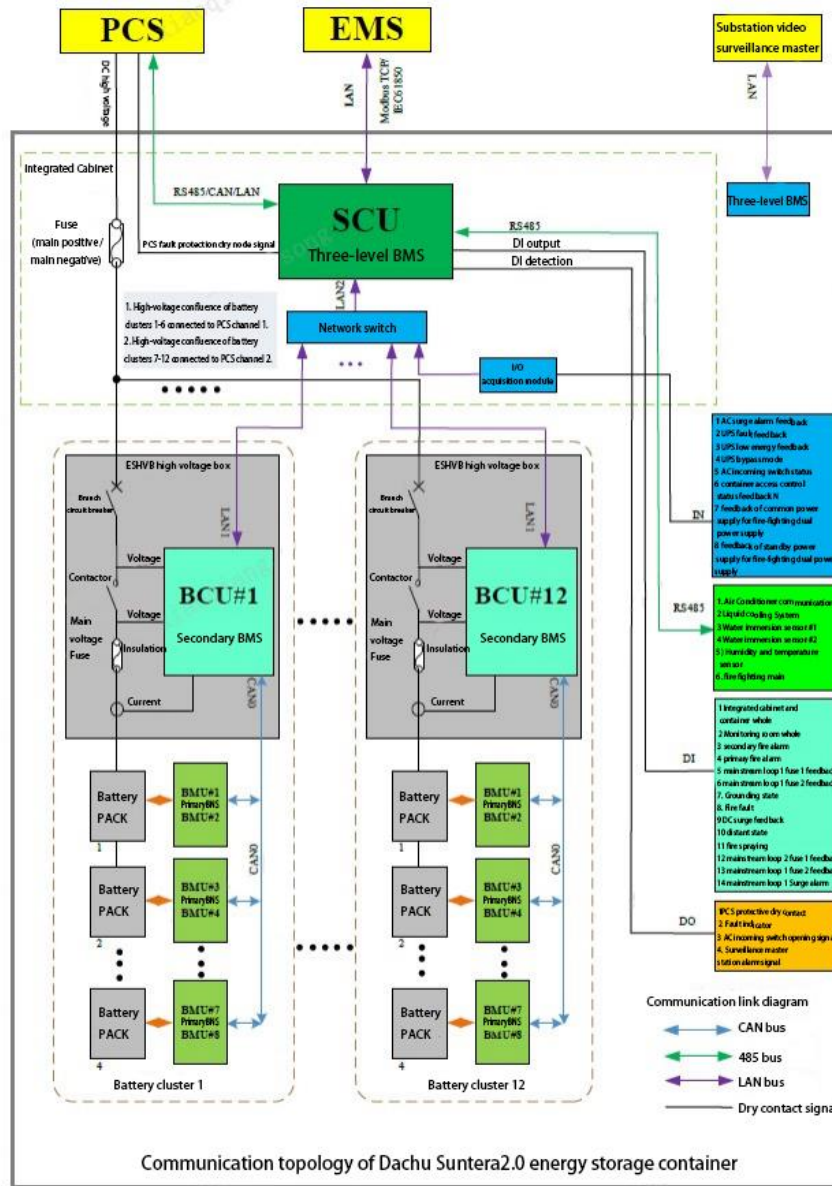 PCS
EMS
Substation video
surveillance master
DC high voltage
LAN
Modbus TCP/
IEC61850
LAN
Integrated Cabinet
RS485/CAN/LAN
SCU
Three-level BMS
Three-level BMS
Fuse
(main positive/
main negative)
PCS fault protection dry node signal
RS485
DI output
DI detection
LAN2
1. High-voltage confluence of battery
clusters 1-6 connected to PCS channel 1.
2. High-voltage confluence of battery
clusters 7-12 connected to PCS channel 2.
Network switch
I/O
acquisition module
ESHVB high voltage box
Branch
circuit breaker
LAN1
Voltage
Contactor
Voltage
Main
voltage
Fuse
Insulation
Current
BCU#1
Secondary BMS
CAN0
ESHVB high voltage box
Branch
circuit breaker
LAN1
Voltage
Contactor
Voltage
Main
voltage
Fuse
Insulation
Current
BCU#12
Secondary BMS
CAN0
Battery
PACK
1
BMU#1
PrimaryBNS
BMU#2
Battery
PACK
2
BMU#3
PrimaryBNS
BMU#4
CAN0
Battery
PACK
4
BMU#7
PrimaryBNS
BMU#8
Battery cluster 1
Battery
PACK
1
BMU#1
PrimaryBNS
BMU#2
Battery
PACK
2
BMU#3
PrimaryBNS
BMU#4
CAN0
Battery
PACK
4
BMU#7
PrimaryBNS
BMU#8
Battery cluster 12
IN
1 AC surge alarm feedback
2 UPS fault feedback
3 UPS low energy feedback
4 UPS bypass mode
5 AC incoming switch status
6 container access control
status feedback N
7 feedback of common power
supply for fire-fighting dual
power supply
8 feedback of standby power
supply for fire-fighting dual power
supply
RS485
1. Air Conditioner communication
2 Liquid cooling System
3 Water immersion sensor #1
4 Water immersion sensor #2
5) Humidity and temperature
sensor
6. fire fighting main
DI
1 Integrated cabinet and
container whole
2 Monitoring room whole
3 secondary fire alarm
4 primary fire alarm
5 mainstream loop 1 fuse 1 feedback
6 mainstream loop 1 fuse 2 feedback
7. Grounding state
8. Fire fault
9 DC surge feedback
10 distant state
11 fire spraying
12 mainstream loop 2 fuse 1 feedb
13 mainstream loop 1 fuse 2 feedb
14 mainstream loop 1 Surge alarm
DO
1PCS protective dry contact
2 Fault indicator
3 AC incoming switch opening signal
4. Surveillance master
station alarm signal
Communication link diagram
CAN bus
485 bus
LAN bus
Dry contact signa
Communication topology of Dachu Suntera2.0 energy storage container